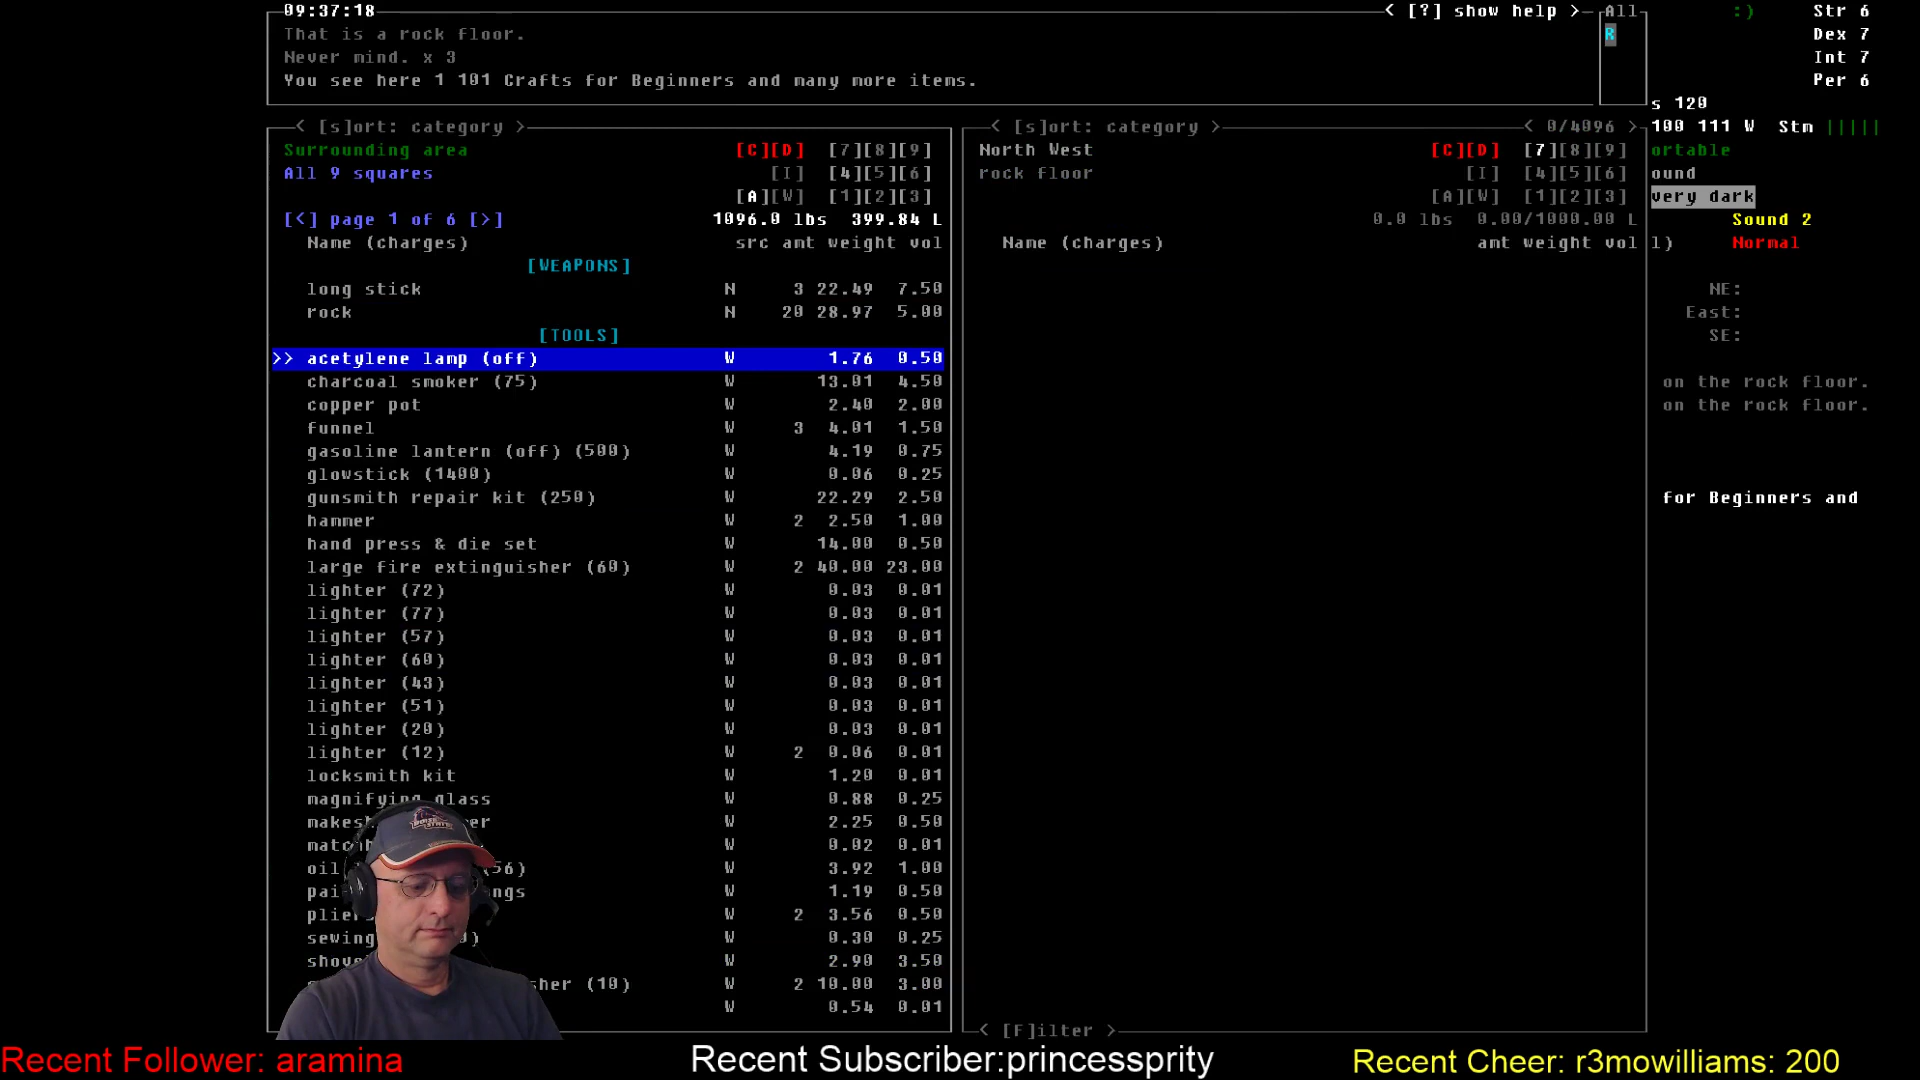 09:37:18
< [?] show help >
All
:)
Str 6
That is a rock floor.
R
Dex 7
Never mind. x 3
Int 7
You see here 1 101 Crafts for Beginners and many more items.
Per 6
s 120
< [s]ort: category >
< [s]ort: category >
< 0/4096 >
100 111 W Stm |||||
Surrounding area
[C][D] [7][8][9]
North West
[C][D] [7][8][9]
ortable
All 9 squares
[I] [4][5][6]
rock floor
[I] [4][5][6]
ound
[A][W] [1][2][3]
[A][W] [1][2][3]
very dark
[<] page 1 of 6 [>]
1096.0 lbs 399.84 L
0.0 lbs 0.00/1000.00 L
Sound 2
Name (charges) src amt weight vol
Name (charges) amt weight vol
l) Normal
[WEAPONS]
long stick N 3 22.49 7.50
NE:
rock N 20 28.97 5.00
East:
[TOOLS]
SE:
>> acetylene lamp (off) W 1.76 0.50
charcoal smoker (75) W 13.01 4.50
on the rock floor.
copper pot W 2.40 2.00
on the rock floor.
funnel W 3 4.01 1.50
gasoline lantern (off) (500) W 4.19 0.75
glowstick (1400) W 0.06 0.25
gunsmith repair kit (250) W 22.29 2.50
for Beginners and
hammer W 2 2.50 1.00
hand press & die set W 14.00 0.50
large fire extinguisher (60) W 2 40.00 23.00
lighter (72) W 0.03 0.01
lighter (77) W 0.03 0.01
lighter (57) W 0.03 0.01
lighter (60) W 0.03 0.01
lighter (43) W 0.03 0.01
lighter (51) W 0.03 0.01
lighter (20) W 0.03 0.01
lighter (12) W 2 0.06 0.01
locksmith kit W 1.20 0.01
magnifying glass W 0.88 0.25
W 2.25 0.50
W 0.02 0.01
oil 56) W 3.92 1.00
W 1.19 0.50
W 2 3.56 0.50
sewing W 0.30 0.25
W 2.90 3.50
(10) W 2 10.00 3.00
W 0.54 0.01
< [F]ilter >
Recent Follower: aramina
Recent Subscriber:princessprity
Recent Cheer: r3mowilliams: 200